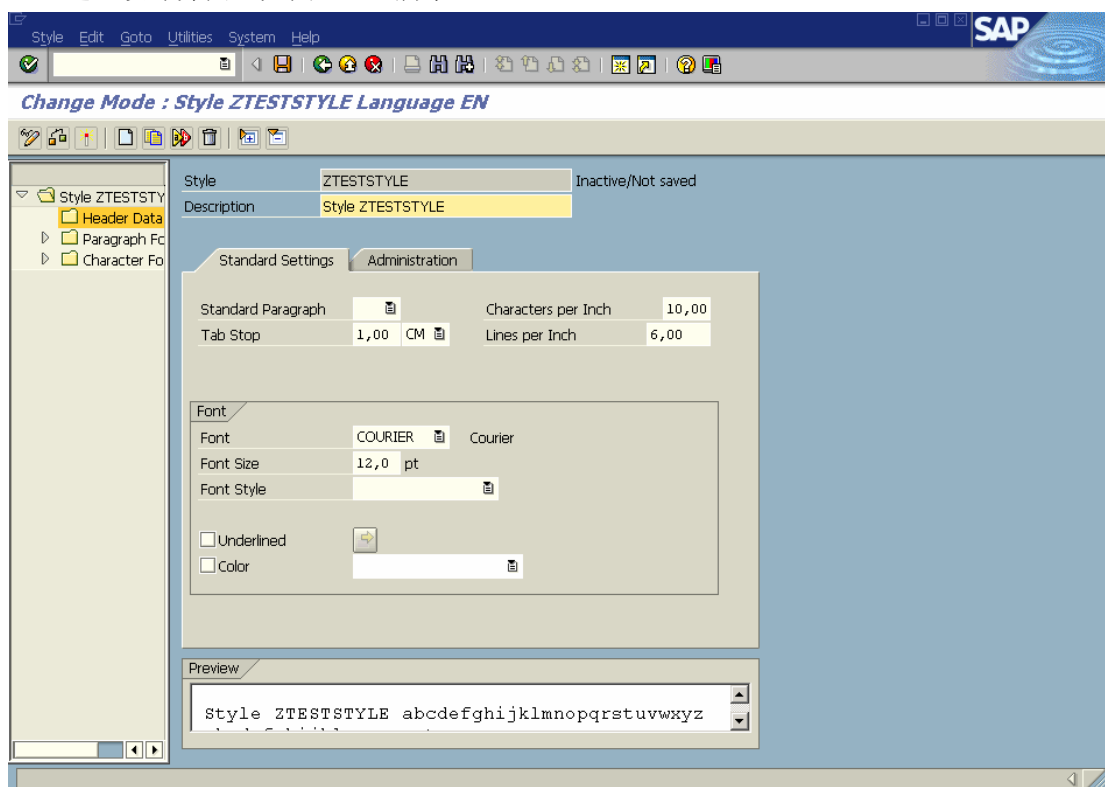 Style Edit Goto Utilities System Help
SAP
Change Mode : Style ZTESTSTYLE Language EN
Style ZTESTSTY
Header Data
Paragraph Fc
Character Fo
Style ZTESTSTYLE Inactive/Not saved
Description Style ZTESTSTYLE
Standard Settings Administration
Standard Paragraph Characters per Inch 10,00
Tab Stop 1,00 CM Lines per Inch 6,00
Font
Font COURIER Courier
Font Size 12,0 pt
Font Style
Underlined
Color
Preview
Style ZTESTSTYLE abcdefghijklmnopqrstuvwxyz